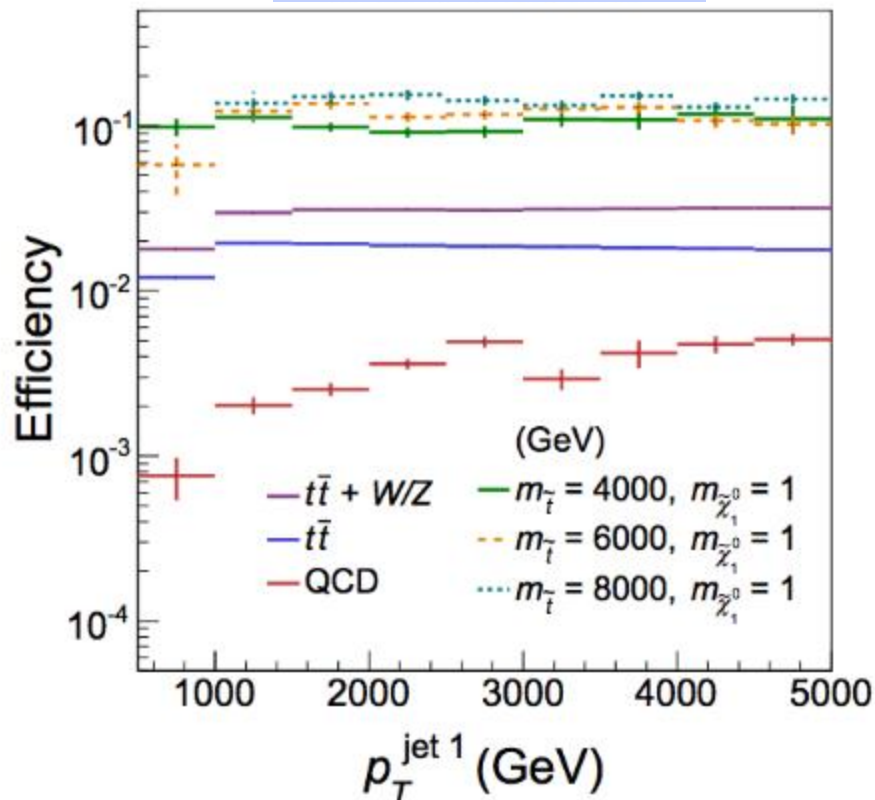 Efficiency
10⁻¹
10⁻²
10⁻³
10⁻⁴
(GeV)
tt̄ + W/Z
tt̄
QCD
m_t̃ = 4000, m_χ̃₁⁰ = 1
m_t̃ = 6000, m_χ̃₁⁰ = 1
m_t̃ = 8000, m_χ̃₁⁰ = 1
1000 2000 3000 4000 5000
p_T^jet 1 (GeV)